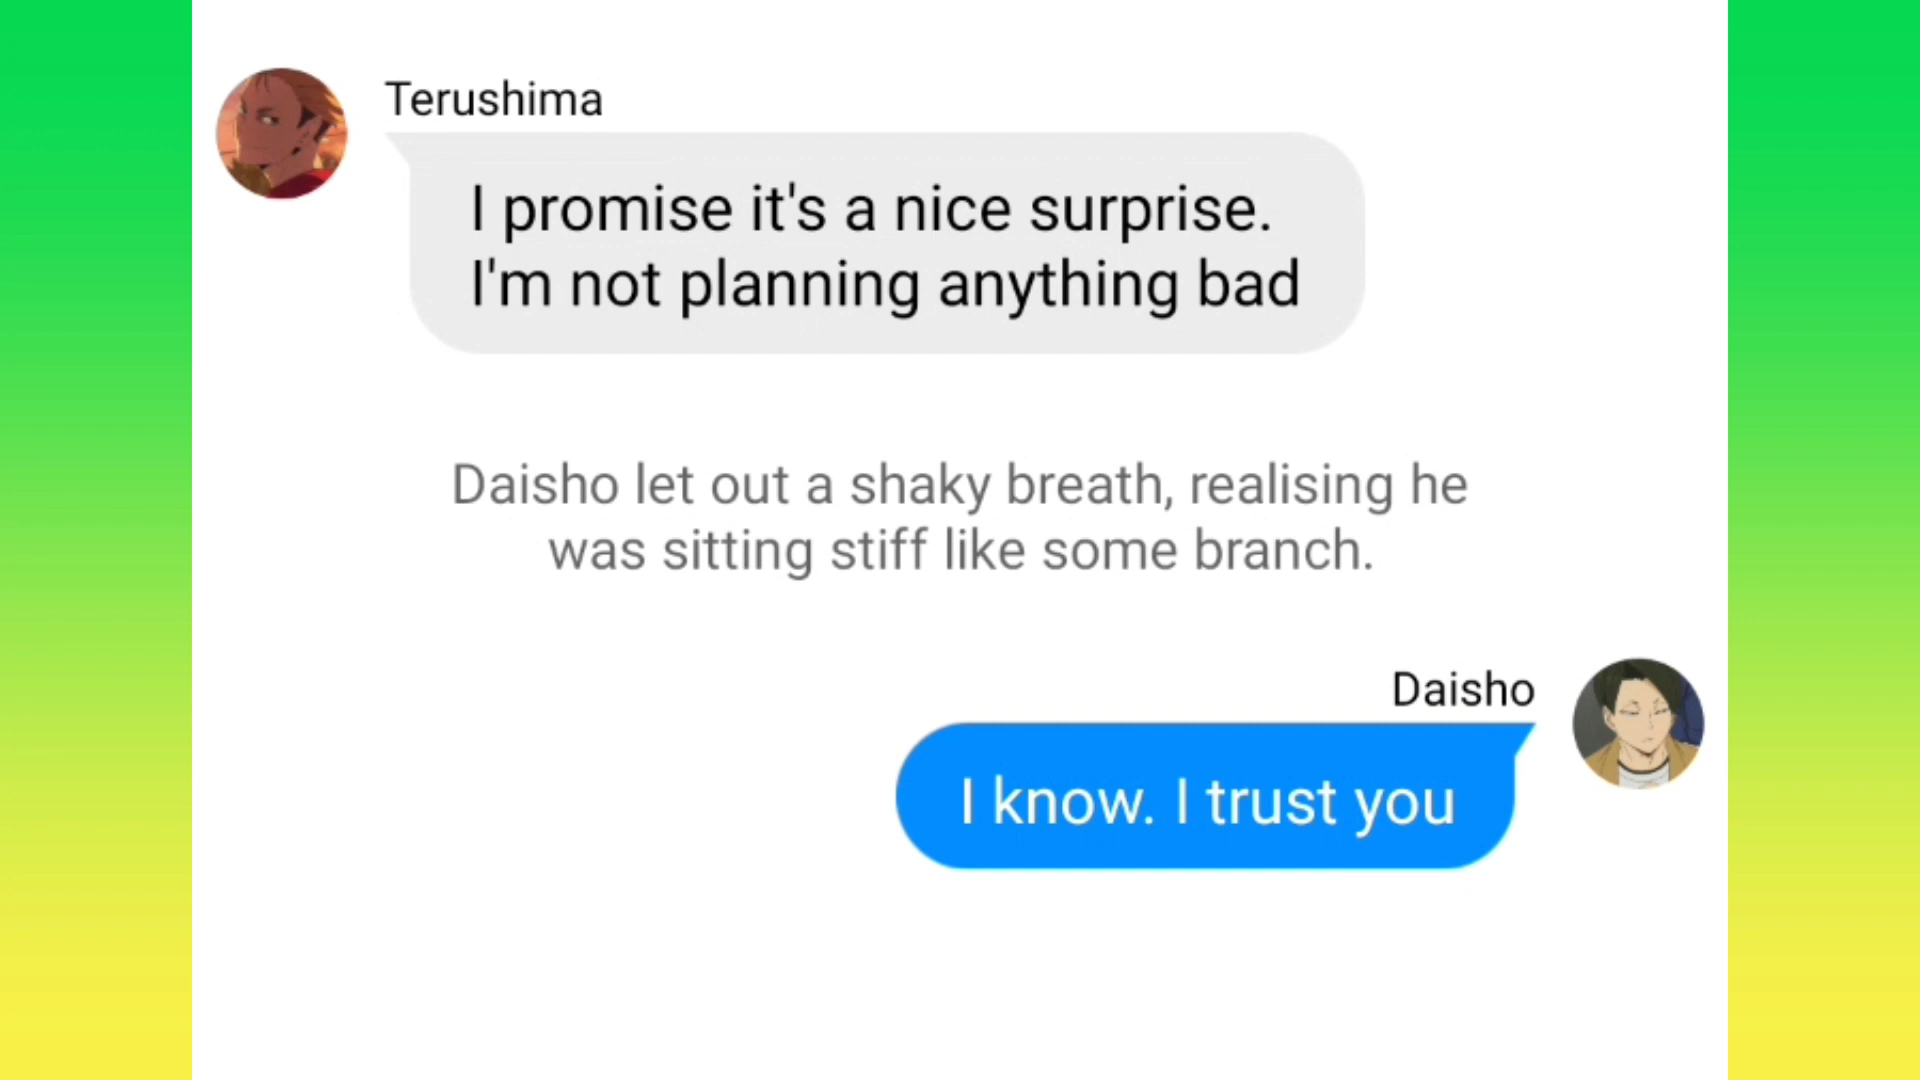 Terushima
I promise it's a nice surprise.
I'm not planning anything bad
Daisho let out a shaky breath, realising he
was sitting stiff like some branch.
Daisho
I know. I trust you